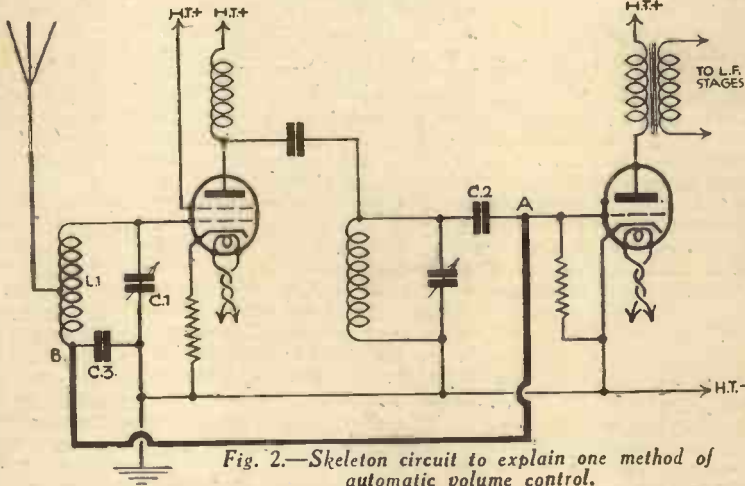 H.T.+ H.T.+ H.T.+
TO L.F.
STAGES
C.2 A
L.1 C.1
B C.3
H.T.-
Fig. 2.—Skeleton circuit to explain one method of
automatic volume control.